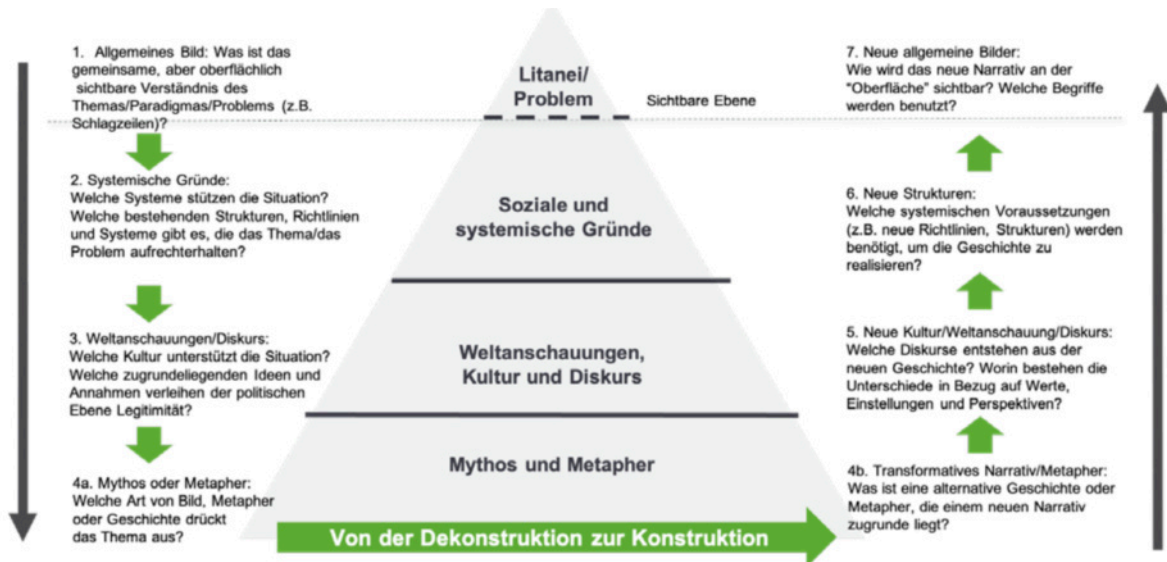 1. Allgemeines Bild: Was ist das
gemeinsame, aber oberflächlich
sichtbare Verständnis des
Themas/Paradigmas/Problems (z.B.
Schlagzeilen)?
2. Systemische Gründe:
Welche Systeme stützen die Situation?
Welche bestehenden Strukturen, Richtlinien
und Systeme gibt es, die das Thema/das
Problem aufrechterhalten?
3. Weltanschauungen/Diskurs:
Welche Kultur unterstützt die Situation?
Welche zugrundeliegenden Ideen und
Annahmen verleihen der politischen
Ebene Legitimität?
4a. Mythos oder Metapher:
Welche Art von Bild, Metapher
oder Geschichte drückt
das Thema aus?
Litanei/
Problem
Sichtbare Ebene
Soziale und
systemische Gründe
Weltanschauungen,
Kultur und Diskurs
Mythos und Metapher
Von der Dekonstruktion zur Konstruktion
7. Neue allgemeine Bilder:
Wie wird das neue Narrativ an der
"Oberfläche" sichtbar? Welche Begriffe
werden benutzt?
6. Neue Strukturen:
Welche systemischen Voraussetzungen
(z.B. neue Richtlinien, Strukturen) werden
benötigt, um die Geschichte zu
realisieren?
5. Neue Kultur/Weltanschauung/Diskurs:
Welche Diskurse entstehen aus der
neuen Geschichte? Worin bestehen die
Unterschiede in Bezug auf Werte,
Einstellungen und Perspektiven?
4b. Transformatives Narrativ/Metapher:
Was ist eine alternative Geschichte oder
Metapher, die einem neuen Narrativ
zugrunde liegt?